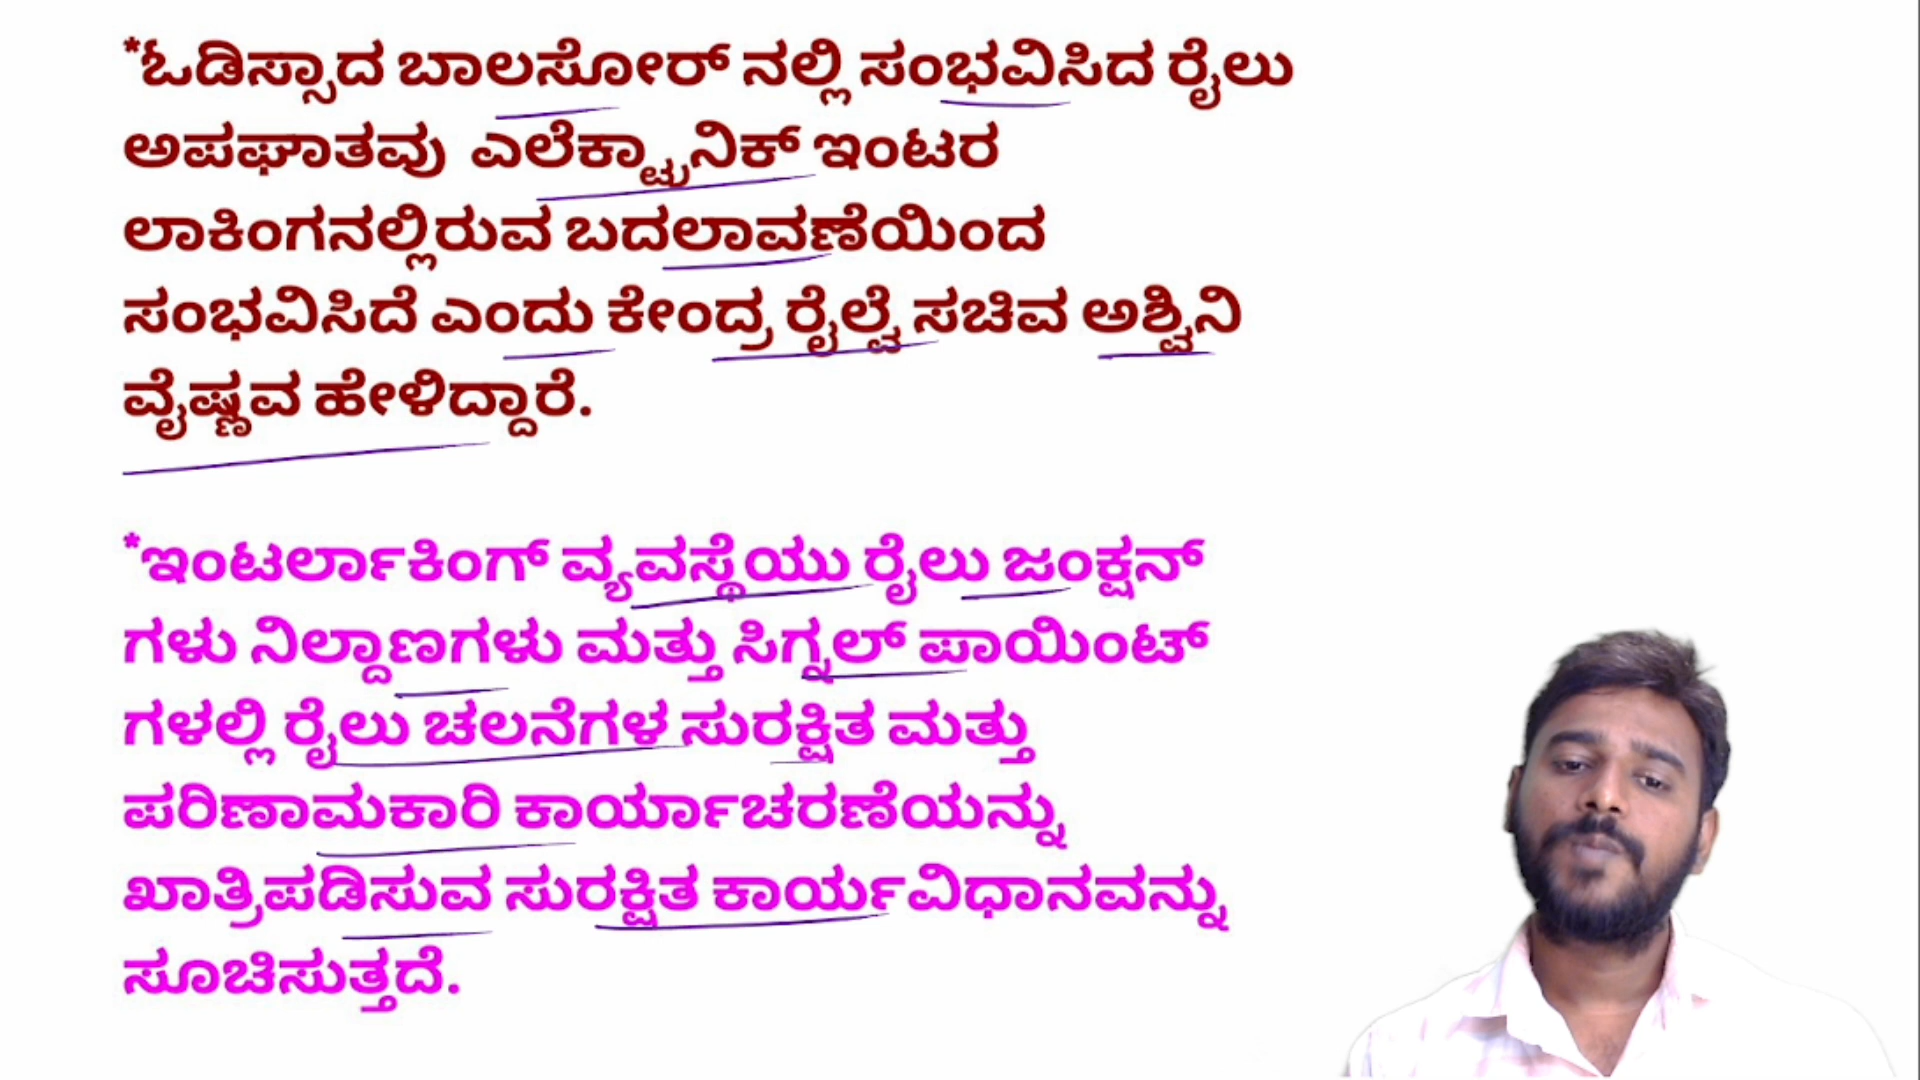 *ಓಡಿಸ್ಸಾದ ಬಾಲಸೋರ್ ನಲ್ಲಿ ಸಂಭವಿಸಿದ ರೈಲು
ಅಪಘಾತವು ಎಲೆಕ್ಟ್ರಾನಿಕ್ ಇಂಟರ
ಲಾಕಿಂಗನಲ್ಲಿರುವ ಬದಲಾವಣೆಯಿಂದ
ಸಂಭವಿಸಿದೆ ಎಂದು ಕೇಂದ್ರ ರೈಲ್ವೆ ಸಚಿವ ಅಶ್ವಿನಿ
ವೈಷ್ಣವ ಹೇಳಿದ್ದಾರೆ.
*ಇಂಟರ್ಲಾಕಿಂಗ್ ವ್ಯವಸ್ಥೆಯು ರೈಲು ಜಂಕ್ಷನ್
ಗಳು ನಿಲ್ದಾಣಗಳು ಮತ್ತು ಸಿಗ್ನಲ್ ಪಾಯಿಂಟ್
ಗಳಲ್ಲಿ ರೈಲು ಚಲನೆಗಳ ಸುರಕ್ಷಿತ ಮತ್ತು
ಪರಿಣಾಮಕಾರಿ ಕಾರ್ಯಾಚರಣೆಯನ್ನು
ಖಾತ್ರಿಪಡಿಸುವ ಸುರಕ್ಷಿತ ಕಾರ್ಯವಿಧಾನವನ್ನು
ಸೂಚಿಸುತ್ತದೆ.